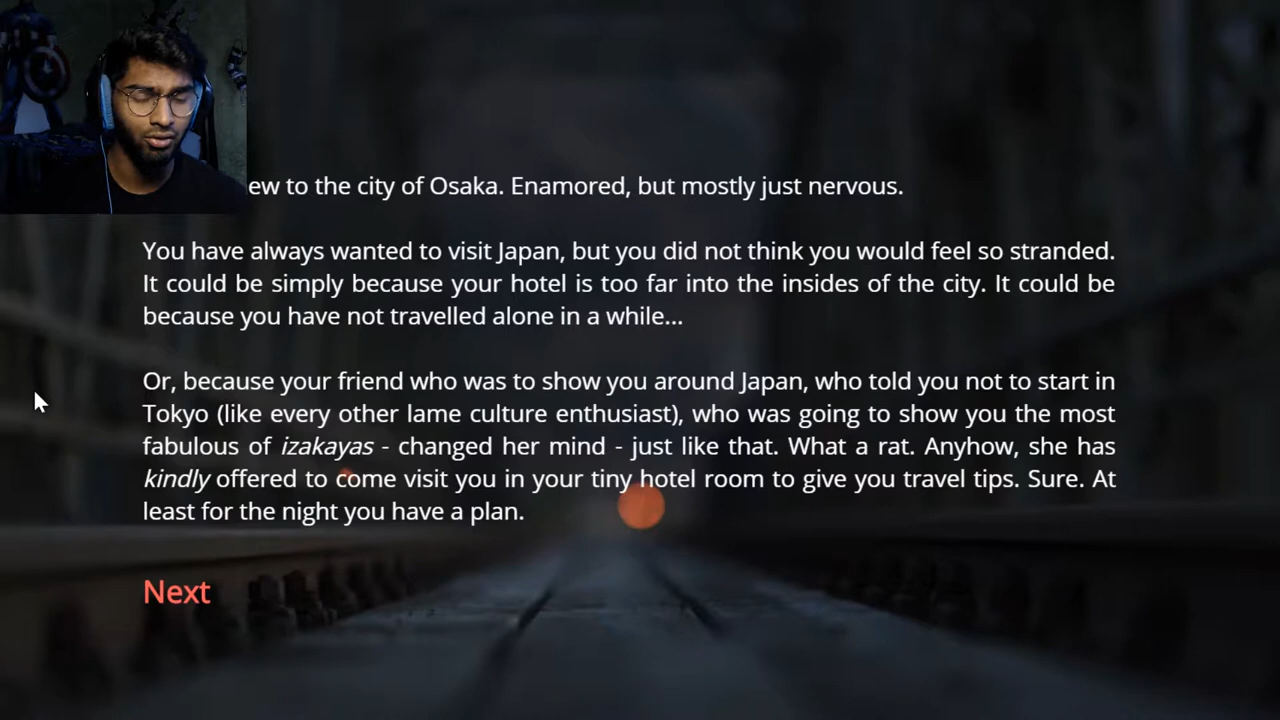 ew to the city of Osaka. Enamored, but mostly just nervous.
You have always wanted to visit Japan, but you did not think you would feel so stranded.
It could be simply because your hotel is too far into the insides of the city. It could be
because you have not travelled alone in a while...
Or, because your friend who was to show you around Japan, who told you not to start in
Tokyo (like every other lame culture enthusiast), who was going to show you the most
fabulous of izakayas - changed her mind - just like that. What a rat. Anyhow, she has
kindly offered to come visit you in your tiny hotel room to give you travel tips. Sure. At
least for the night you have a plan.
Next